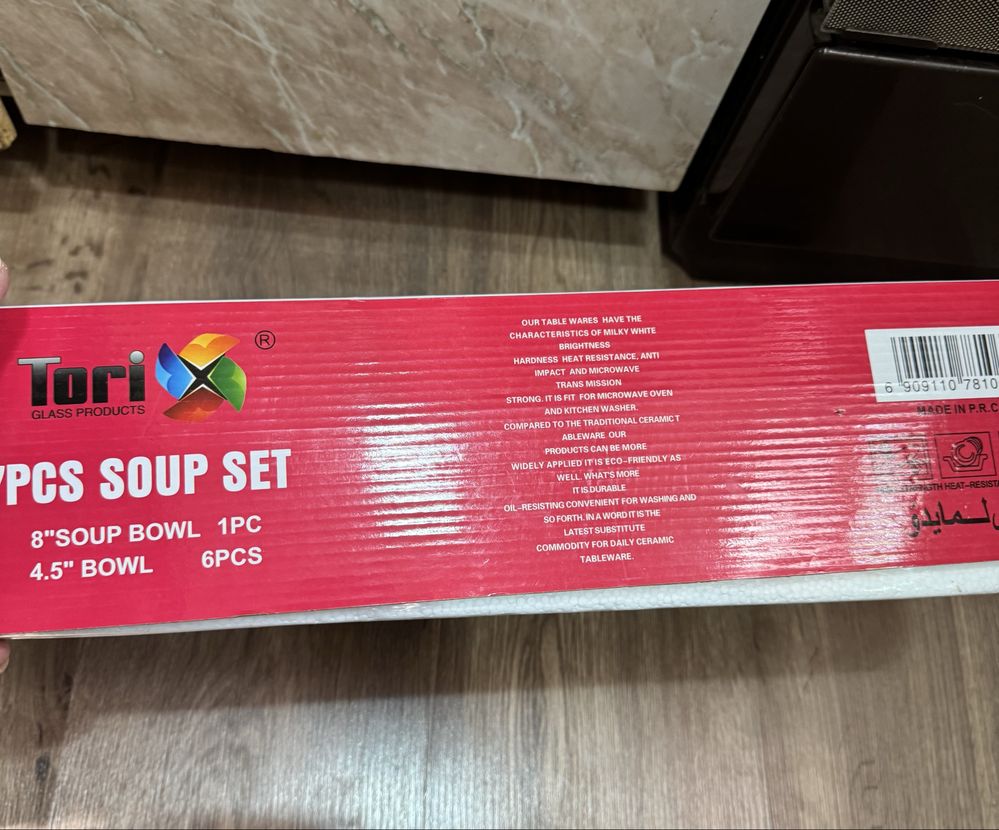 Tori
®
GLASS PRODUCTS
7PCS SOUP SET
8"SOUP BOWL 1PC
4.5" BOWL 6PCS
OUR TABLE WARES HAVE THE
CHARACTERISTICS OF MILKY WHITE
BRIGHTNESS
HARDNESS HEAT RESISTANCE, ANTI
IMPACT AND MICROWAVE
TRANS MISSION
STRONG. IT IS FIT FOR MICROWAVE OVEN
AND KITCHEN WASHER.
COMPARED TO THE TRADITIONAL CERAMIC T
ABLEWARE OUR
PRODUCTS CAN BE MORE
WIDELY APPLIED IT IS ECO-FRIENDLY AS
WELL. WHAT'S MORE
IT IS DURABLE
OIL-RESISTING CONVENIENT FOR WASHING AND
SO FORTH. IN A WORD IT IS THE
LATEST SUBSTITUTE
COMMODITY FOR DAILY CERAMIC
TABLEWARE.
6 909110 7810
MADE IN P.R.C
HEAT-RESISTA